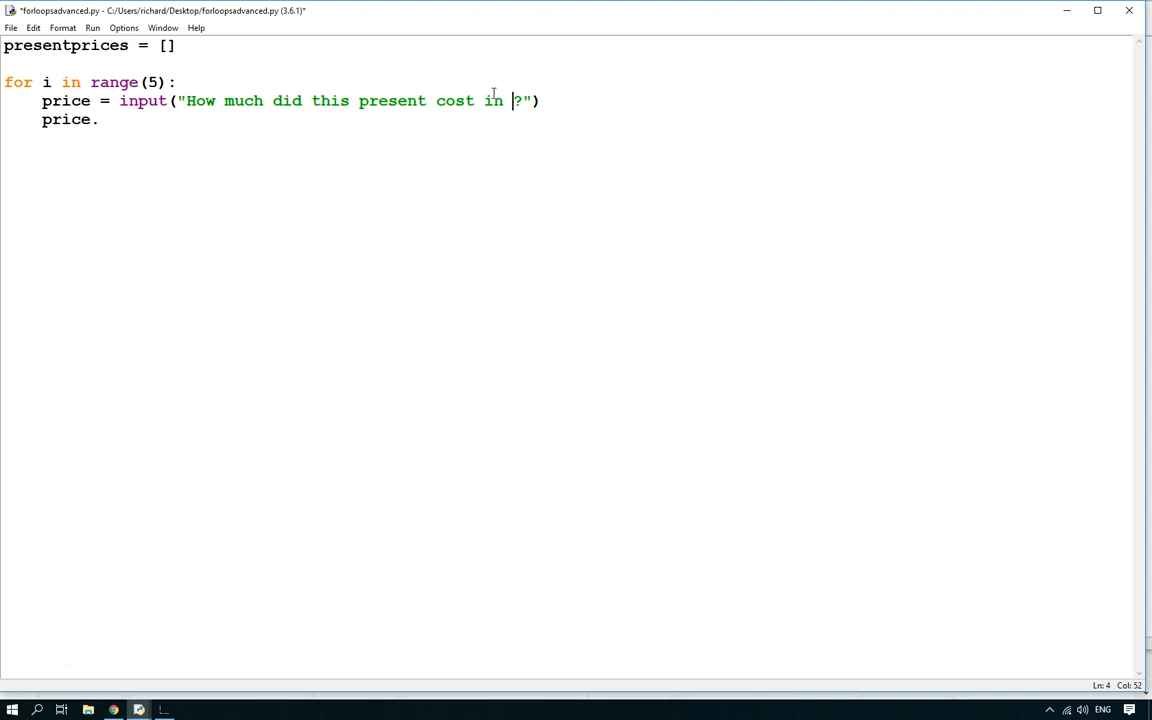 *forloopsadvanced.py - C:/Users/richard/Desktop/forloopsadvanced.py (3.6.1)*
File Edit Format Run Options Window Help
presentprices = []
for i in range(5):
price = input("How much did this present cost in ?")
price.
Ln: 4 Col: 52
ENG